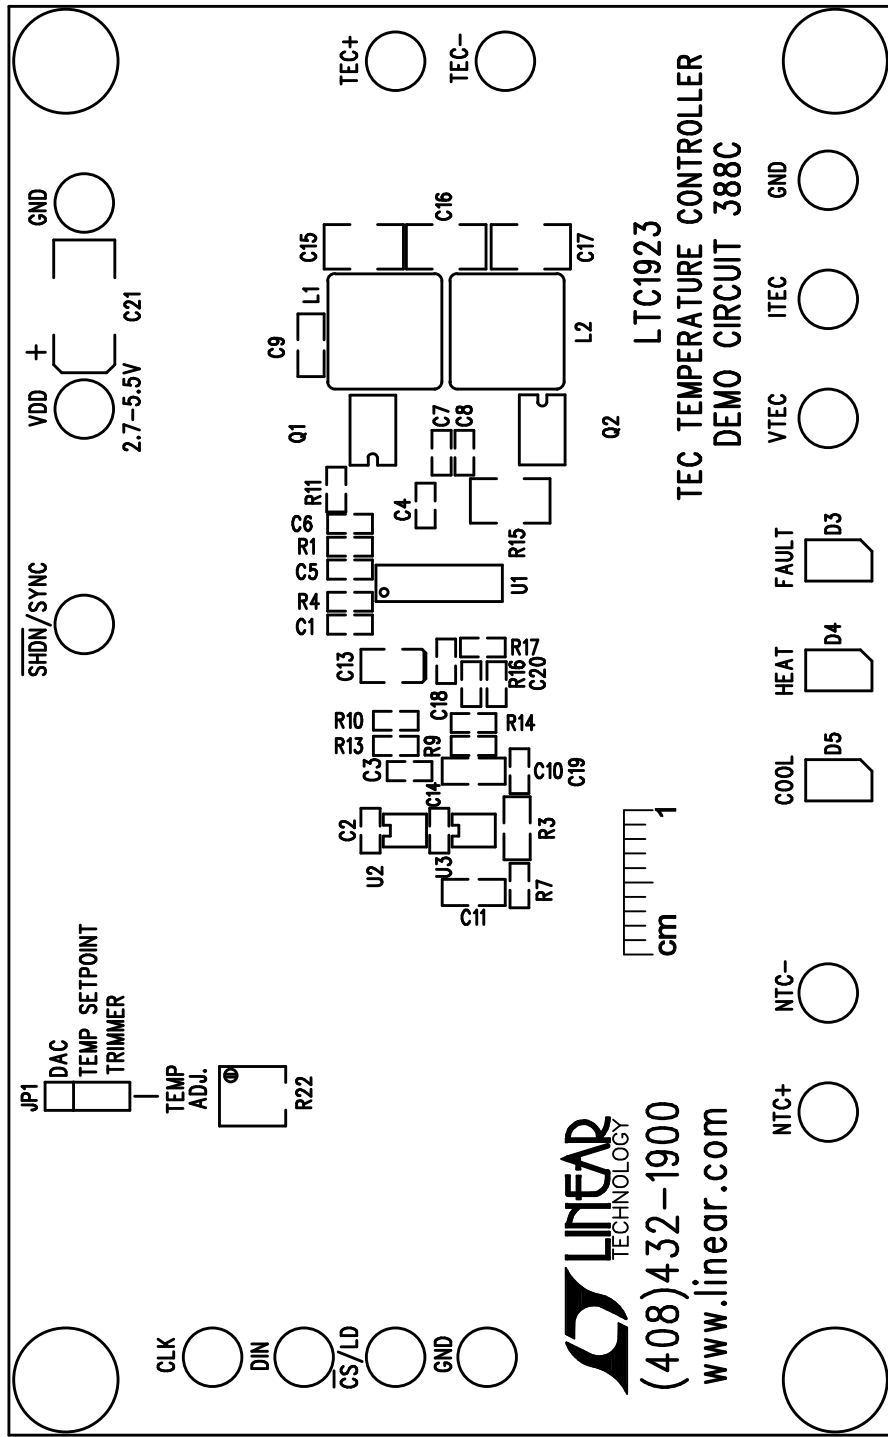 CLK
DIN
CS/LD
GND
JP1
DAC
TEMP SETPOINT
TRIMMER
TEMP
ADJ.
R22
SHDN/SYNC
VDD
2.7-5.5V
+
C21
GND
TEC+
TEC-
C2
U2
U3
C11
R7
R3
C14
C3
R13
R10
R9
R14
C10
C19
C13
C18
R17
R16
C20
C1
R4
C5
R1
C6
R11
U1
R15
C4
C7
C8
Q1
Q2
C9
L1
L2
C15
C16
C17
LTC1923
TEC TEMPERATURE CONTROLLER
DEMO CIRCUIT 388C
cm
1
LINEAR
TECHNOLOGY
(408)432-1900
www.linear.com
NTC+
NTC-
COOL
D5
HEAT
D4
FAULT
D3
VTEC
ITEC
GND